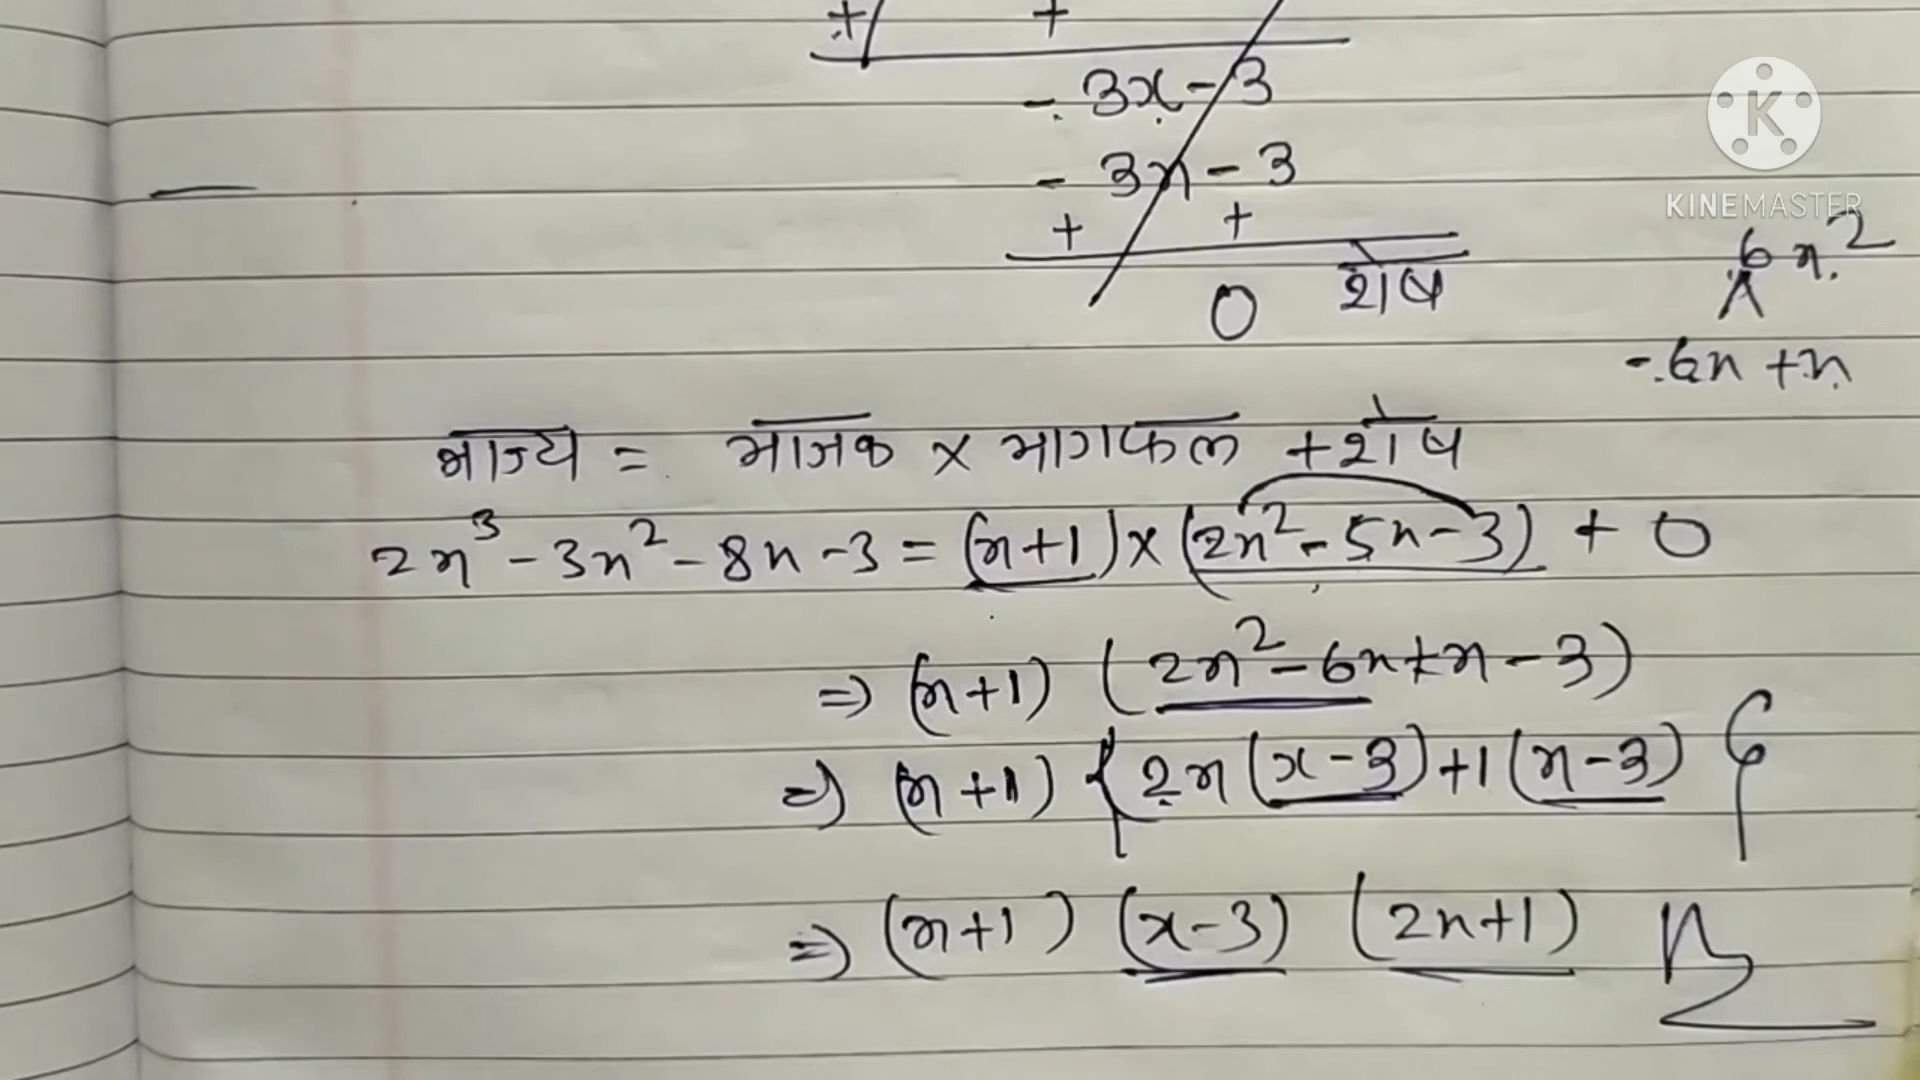 + +
- 3x - 3
- 3x - 3
+ +
0 शेष
K
KINEMASTER
6x²
∧
- 6x + x
भाज्य = भाजक × भागफल + शेष
2x³ - 3x² - 8x - 3 = (x+1) × (2x² - 5x - 3) + 0
⇒ (x+1) (2x² - 6x + x - 3)
⇒ (x+1) {2x(x-3) + 1(x-3)}
⇒ (x+1) (x-3) (2x+1)